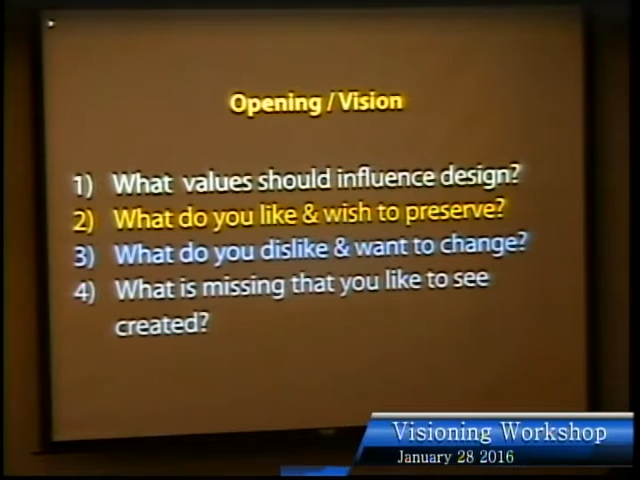 Opening / Vision
1) What values should influence design?
2) What do you like & wish to preserve?
3) What do you dislike & want to change?
4) What is missing that you like to see
created?
Visioning Workshop
January 28 2016